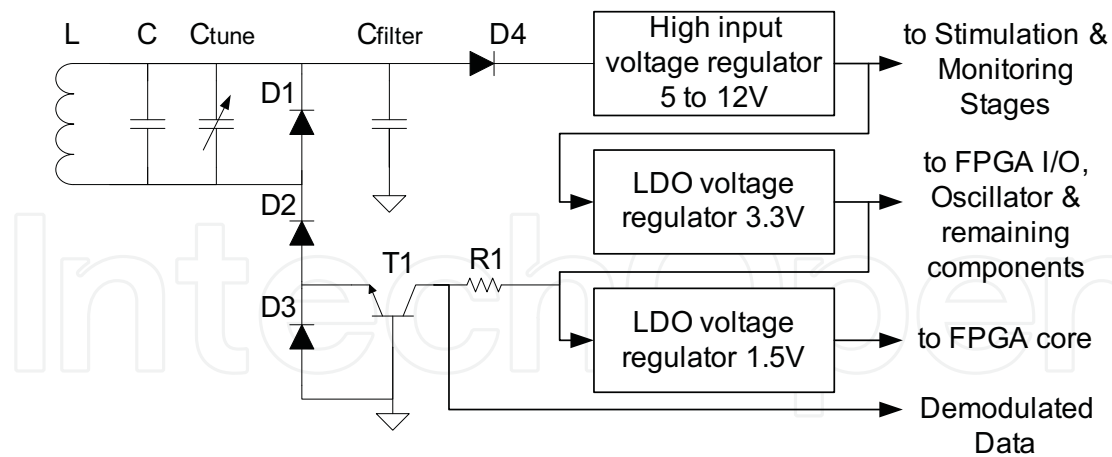 L
C
Ctune
Cfilter
D4
High input
voltage regulator
5 to 12V
to Stimulation &
Monitoring
Stages
D1
LDO voltage
regulator 3.3V
to FPGA I/O,
Oscillator &
remaining
components
D2
T1
R1
D3
LDO voltage
regulator 1.5V
to FPGA core
Demodulated
Data
IntechOpen